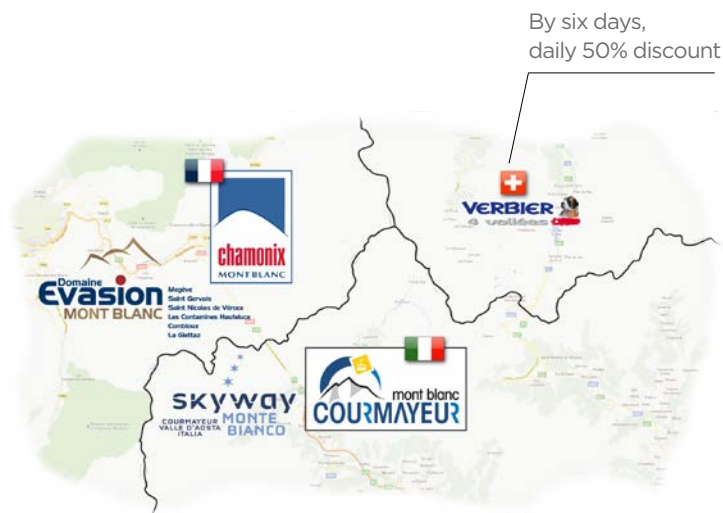 By six days,
daily 50% discount
VERBIER
4 vallées
chamonix
MONT BLANC
Domaine
Evasion
MONT BLANC
Megève
Saint Gervais
Saint Nicolas de Véroce
Les Contamines Hauteluce
Combloux
La Giettaz
mont blanc
COURMAYEUR
skyway
MONTE
BIANCO
COURMAYEUR
VALLE D'AOSTA
ITALIA